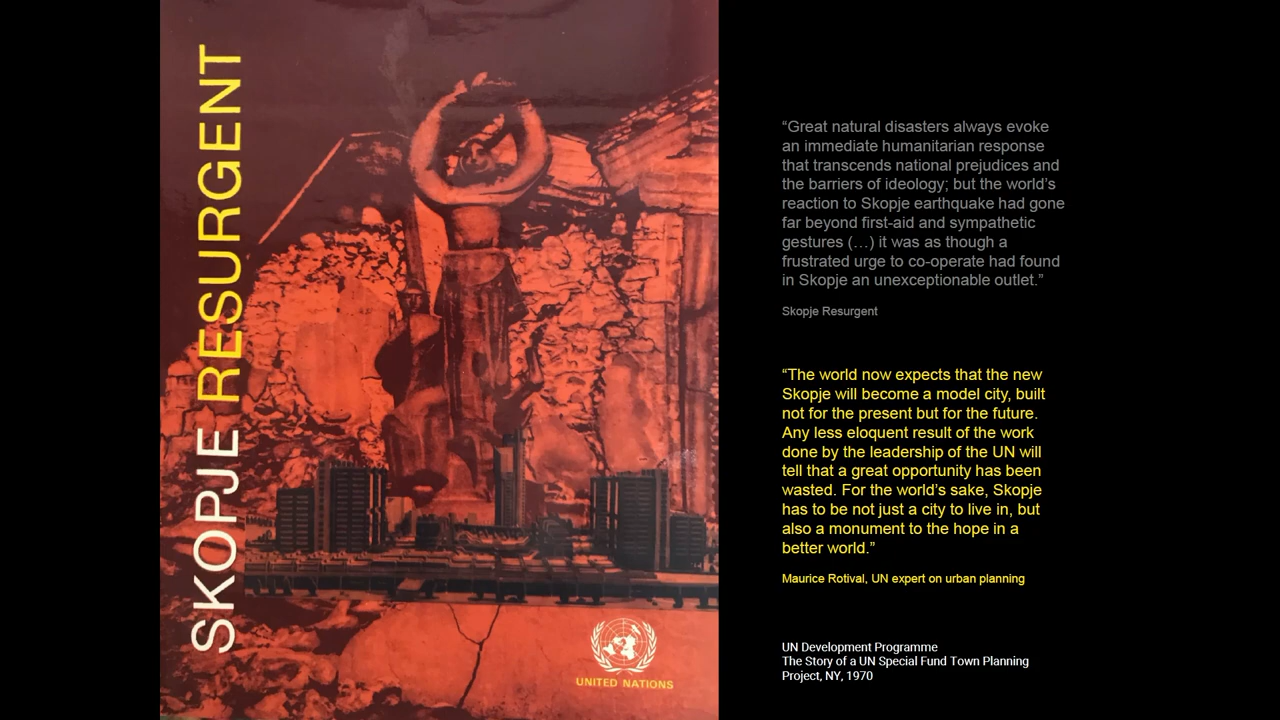 SKOPJE RESURGENT
UNITED NATIONS
“Great natural disasters always evoke
an immediate humanitarian response
that transcends national prejudices and
the barriers of ideology; but the world’s
reaction to Skopje earthquake had gone
far beyond first-aid and sympathetic
gestures (…) it was as though a
frustrated urge to co-operate had found
in Skopje an unexceptionable outlet.”
Skopje Resurgent
“The world now expects that the new
Skopje will become a model city, built
not for the present but for the future.
Any less eloquent result of the work
done by the leadership of the UN will
tell that a great opportunity has been
wasted. For the world’s sake, Skopje
has to be not just a city to live in, but
also a monument to the hope in a
better world.”
Maurice Rotival, UN expert on urban planning
UN Development Programme
The Story of a UN Special Fund Town Planning
Project, NY, 1970